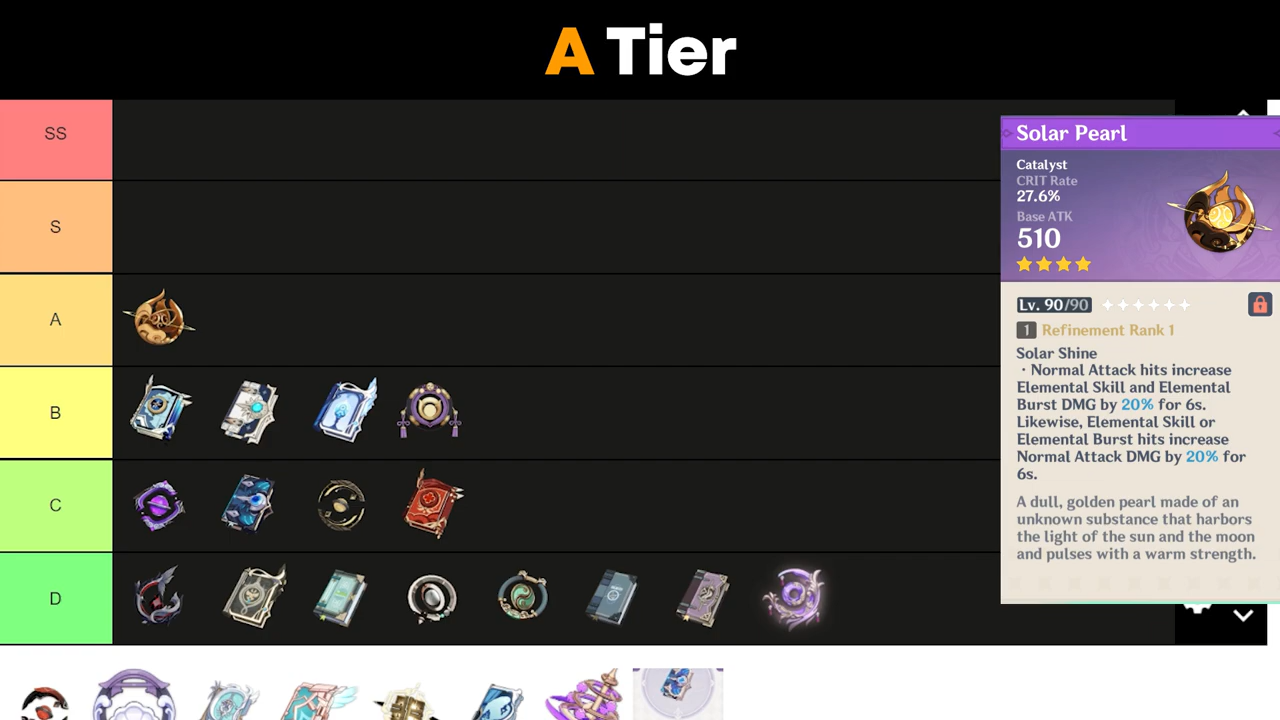 A Tier
SS
S
A
B
C
D
Solar Pearl
Catalyst
CRIT Rate
27.6%
Base ATK
510
Lv. 90/90
1 Refinement Rank 1
Solar Shine
· Normal Attack hits increase
Elemental Skill and Elemental
Burst DMG by 20% for 6s.
Likewise, Elemental Skill or
Elemental Burst hits increase
Normal Attack DMG by 20% for
6s.
A dull, golden pearl made of an
unknown substance that harbors
the light of the sun and the moon
and pulses with a warm strength.